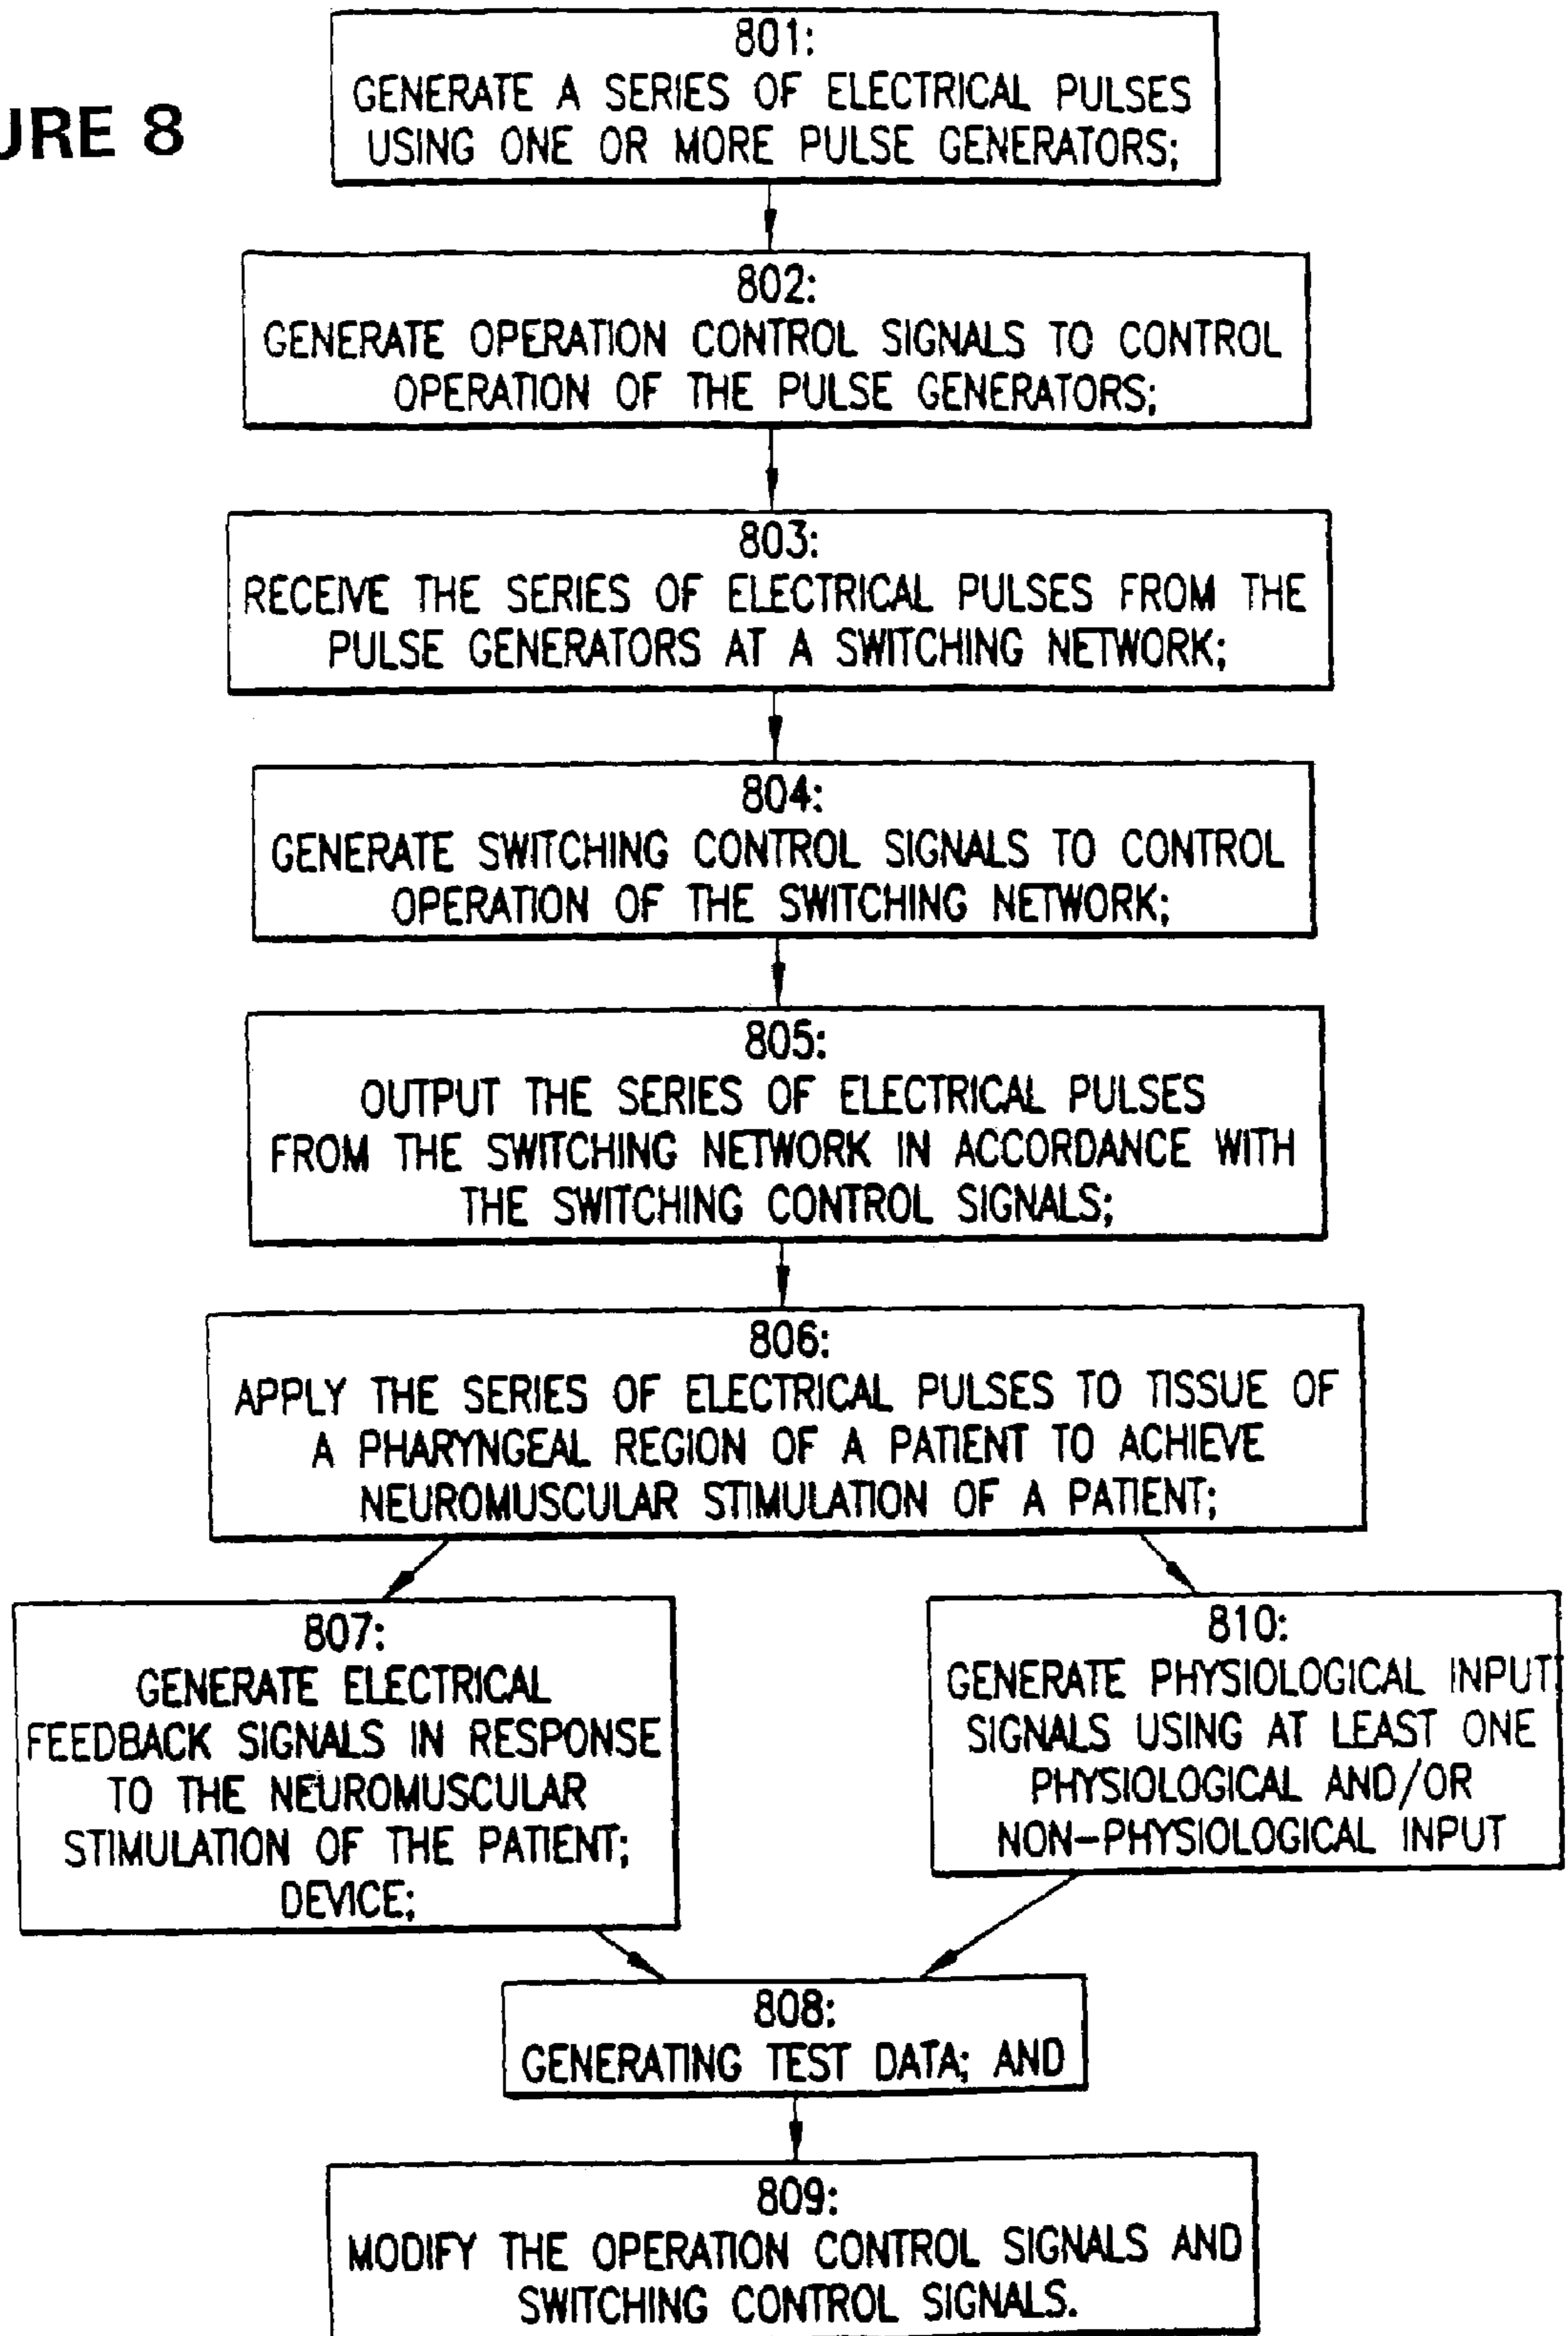 URE 8
801:
GENERATE A SERIES OF ELECTRICAL PULSES
USING ONE OR MORE PULSE GENERATORS;
802:
GENERATE OPERATION CONTROL SIGNALS TO CONTROL
OPERATION OF THE PULSE GENERATORS;
803:
RECEIVE THE SERIES OF ELECTRICAL PULSES FROM THE
PULSE GENERATORS AT A SWITCHING NETWORK;
804:
GENERATE SWITCHING CONTROL SIGNALS TO CONTROL
OPERATION OF THE SWITCHING NETWORK;
805:
OUTPUT THE SERIES OF ELECTRICAL PULSES
FROM THE SWITCHING NETWORK IN ACCORDANCE WITH
THE SWITCHING CONTROL SIGNALS;
806:
APPLY THE SERIES OF ELECTRICAL PULSES TO TISSUE OF
A PHARYNGEAL REGION OF A PATIENT TO ACHIEVE
NEUROMUSCULAR STIMULATION OF A PATIENT;
807:
GENERATE ELECTRICAL
FEEDBACK SIGNALS IN RESPONSE
TO THE NEUROMUSCULAR
STIMULATION OF THE PATIENT;
DEVICE;
810:
GENERATE PHYSIOLOGICAL INPUT
SIGNALS USING AT LEAST ONE
PHYSIOLOGICAL AND/OR
NON-PHYSIOLOGICAL INPUT
808:
GENERATING TEST DATA; AND
809:
MODIFY THE OPERATION CONTROL SIGNALS AND
SWITCHING CONTROL SIGNALS.